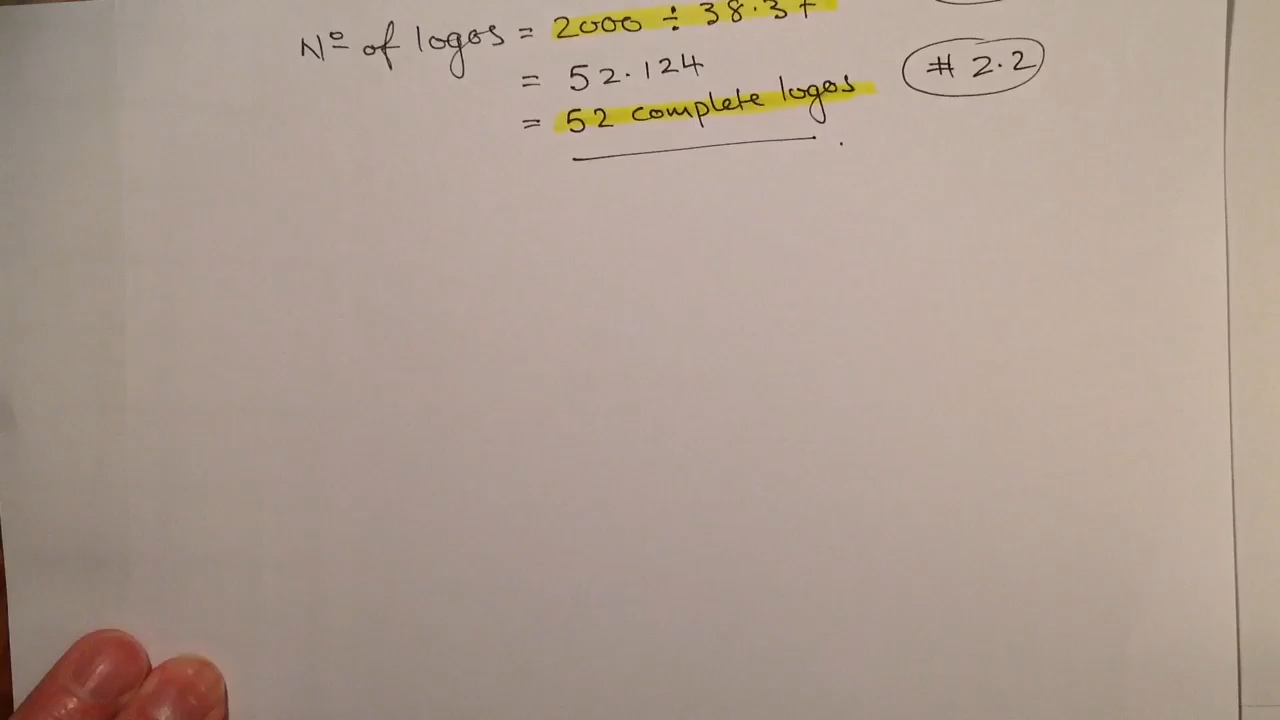 Nº of logos = 2000 ÷ 38.37
= 52.124
# 2.2
= 52 complete logos